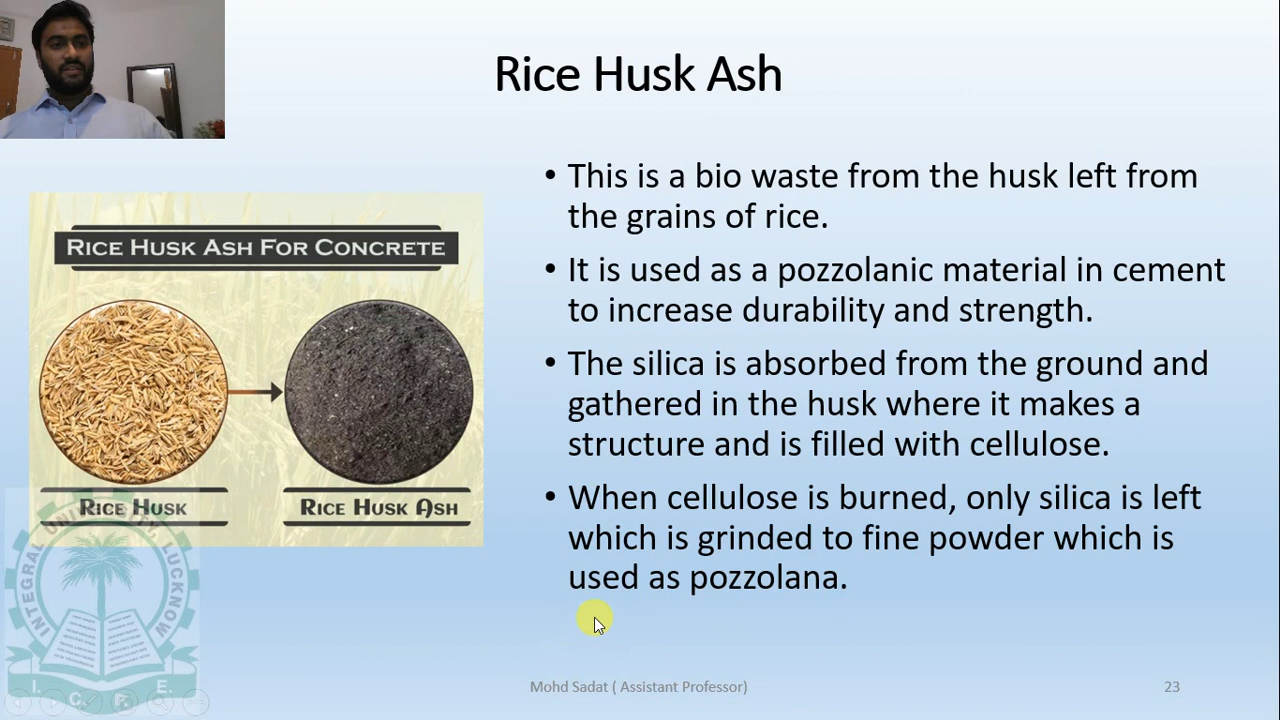 Rice Husk Ash
RICE HUSK ASH FOR CONCRETE
RICE HUSK
RICE HUSK ASH
• This is a bio waste from the husk left from
the grains of rice.
• It is used as a pozzolanic material in cement
to increase durability and strength.
• The silica is absorbed from the ground and
gathered in the husk where it makes a
structure and is filled with cellulose.
• When cellulose is burned, only silica is left
which is grinded to fine powder which is
used as pozzolana.
INTEGRAL UNIVERSITY, LUCKNOW
Mohd Sadat ( Assistant Professor)
23